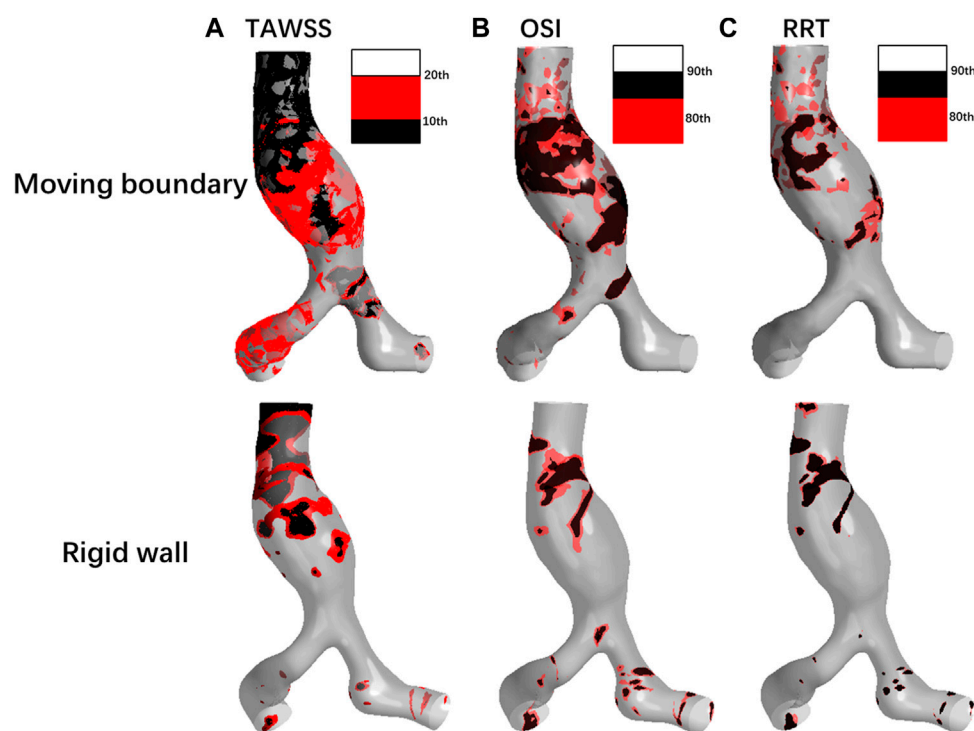 A TAWSS
B OSI
C RRT
20th
10th
90th
80th
90th
80th
Moving boundary
Rigid wall